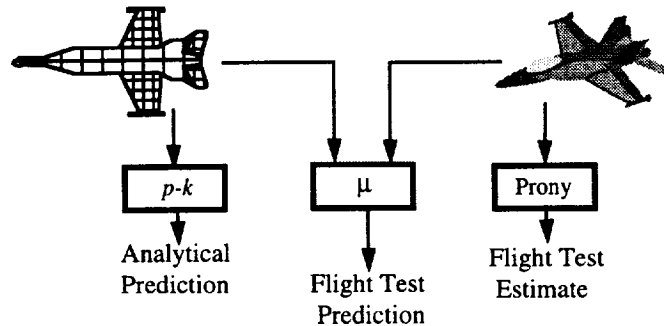 p-k
μ
Prony
Analytical
Prediction
Flight Test
Prediction
Flight Test
Estimate